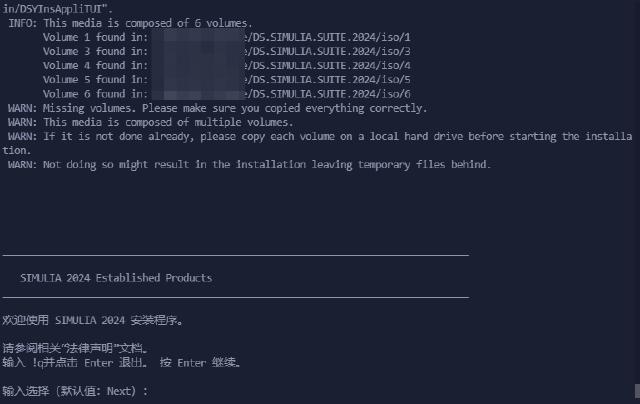 in/DSYInsAppliTUI".
INFO: This media is composed of 6 volumes.
Volume 1 found in: e/DS.SIMULIA.SUITE.2024/iso/1
Volume 3 found in: e/DS.SIMULIA.SUITE.2024/iso/3
Volume 4 found in: e/DS.SIMULIA.SUITE.2024/iso/4
Volume 5 found in: e/DS.SIMULIA.SUITE.2024/iso/5
Volume 6 found in: e/DS.SIMULIA.SUITE.2024/iso/6
WARN: Missing volumes. Please make sure you copied everything correctly.
WARN: This media is composed of multiple volumes.
WARN: If it is not done already, please copy each volume on a local hard drive before starting the installa
tion.
WARN: Not doing so might result in the installation leaving temporary files behind.
SIMULIA 2024 Established Products
欢迎使用 SIMULIA 2024 安装程序。
请参阅相关"法律声明"文档。
输入 !q并点击 Enter 退出。 按 Enter 继续。
输入选择 (默认值: Next) :